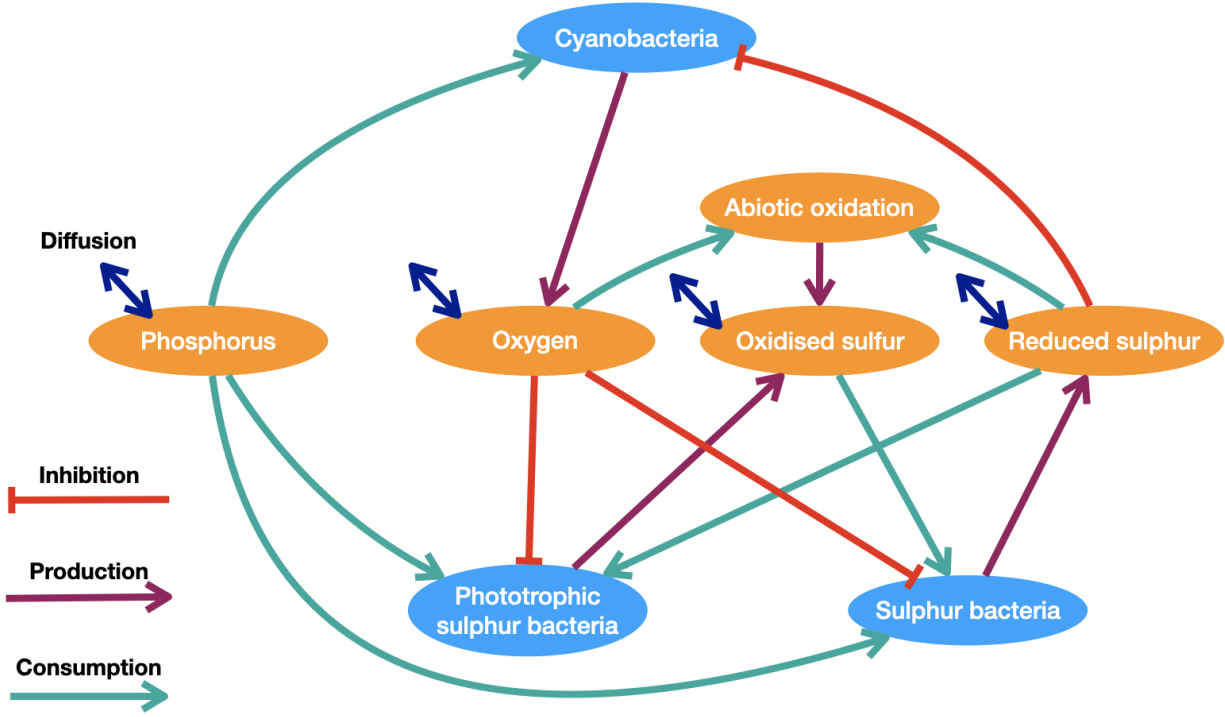 Cyanobacteria
Abiotic oxidation
Diffusion
Phosphorus
Oxygen
Oxidised sulfur
Reduced sulphur
Inhibition
Production
Consumption
Phototrophic
sulphur bacteria
Sulphur bacteria